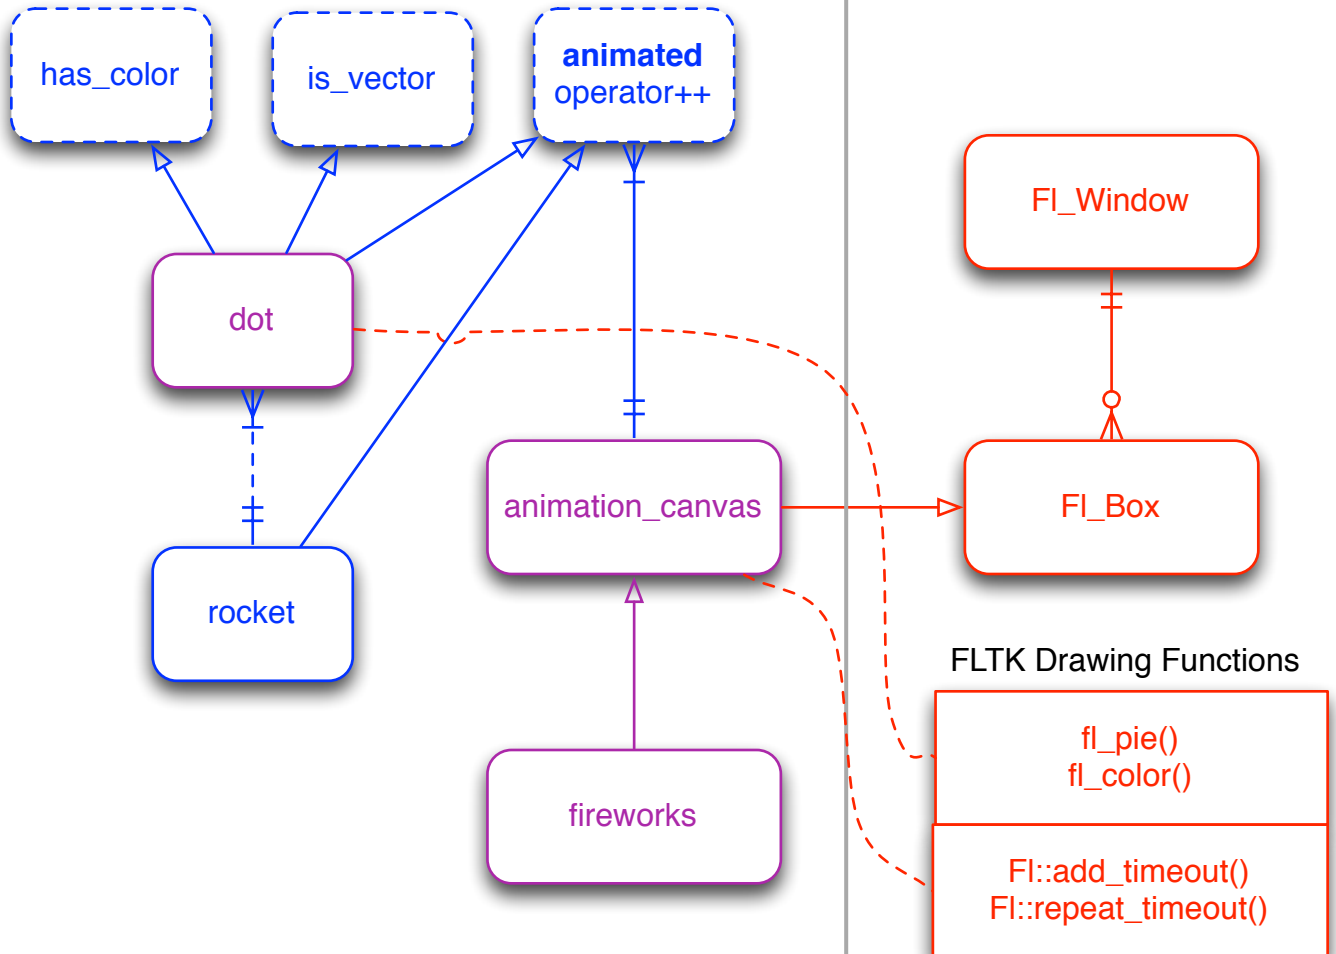 has_color
is_vector
animated
operator++
Fl_Window
dot
animation_canvas
Fl_Box
rocket
FLTK Drawing Functions
fl_pie()
fl_color()
fireworks
Fl::add_timeout()
Fl::repeat_timeout()